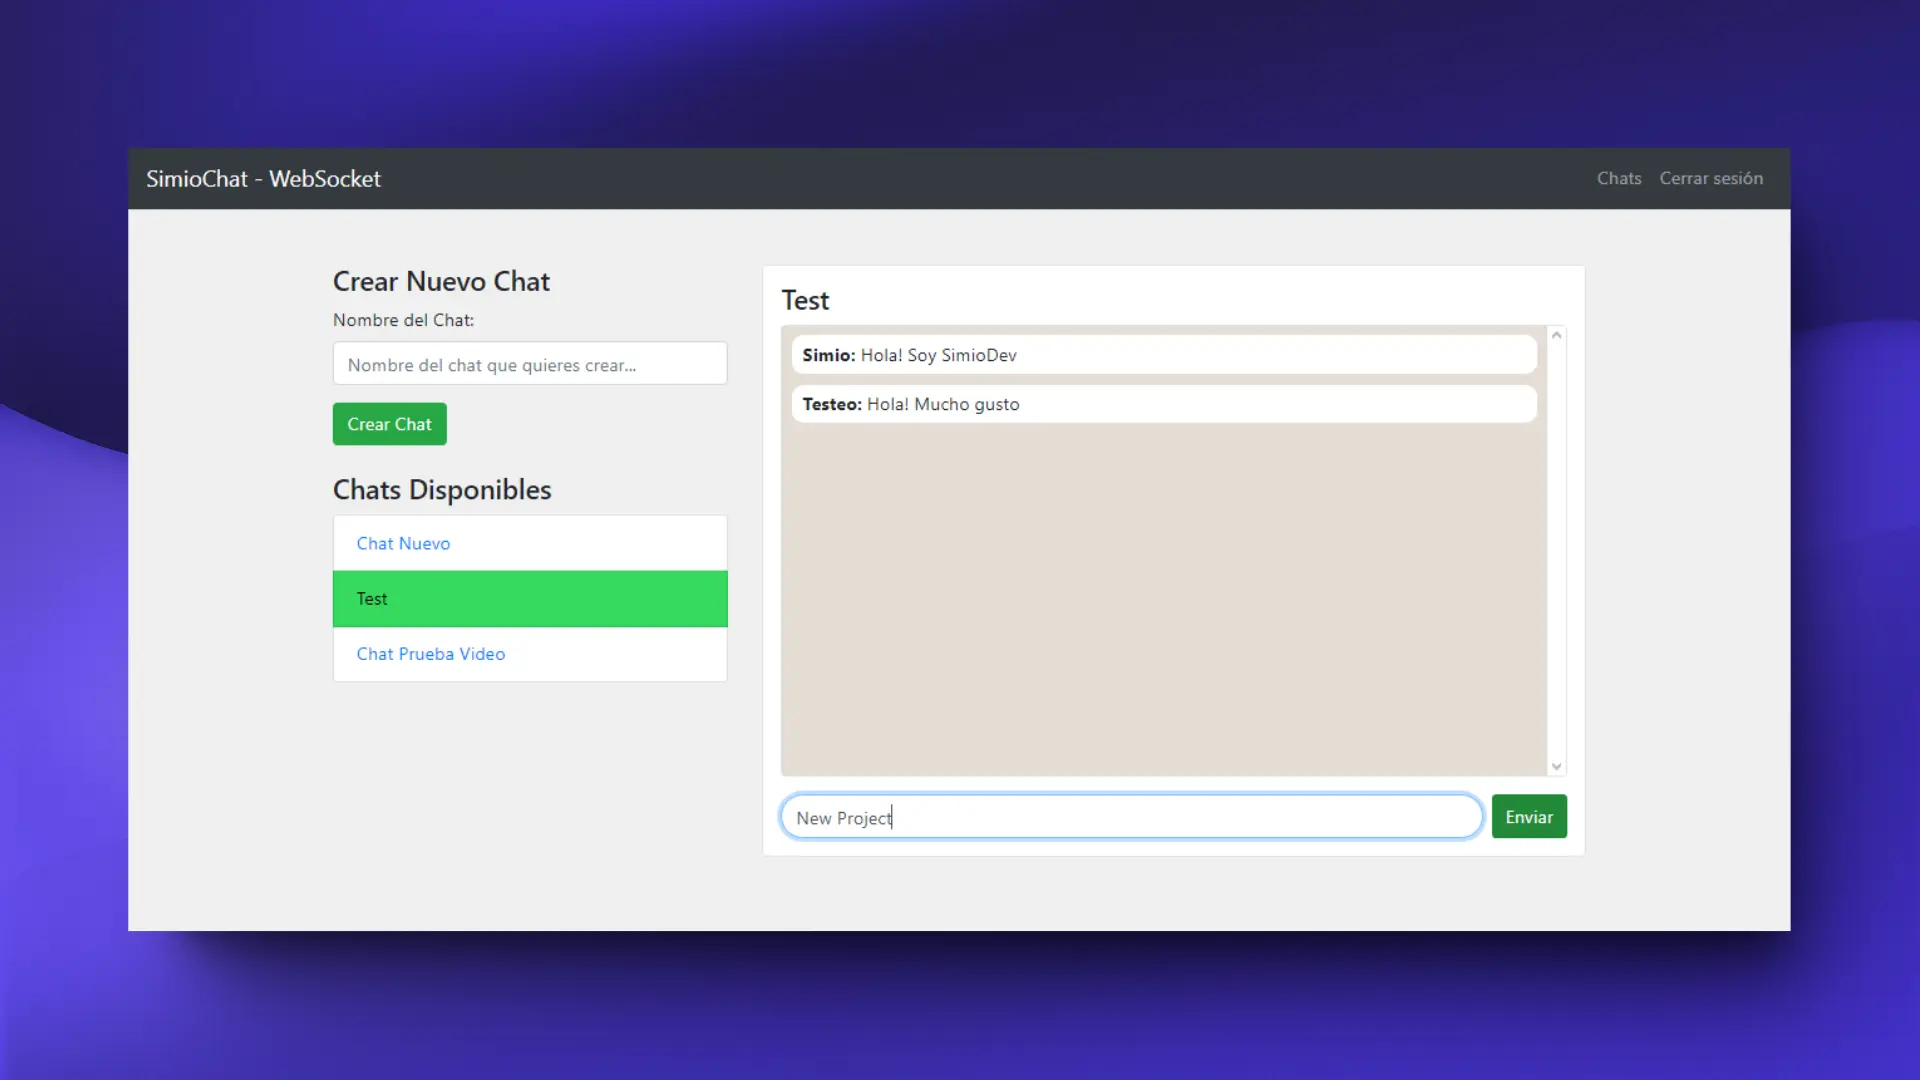 SimioChat - WebSocket
Chats Cerrar sesión
Crear Nuevo Chat
Nombre del Chat:
Nombre del chat que quieres crear...
Crear Chat
Chats Disponibles
Chat Nuevo
Test
Chat Prueba Video
Test
Simio: Hola! Soy SimioDev
Testeo: Hola! Mucho gusto
New Project
Enviar